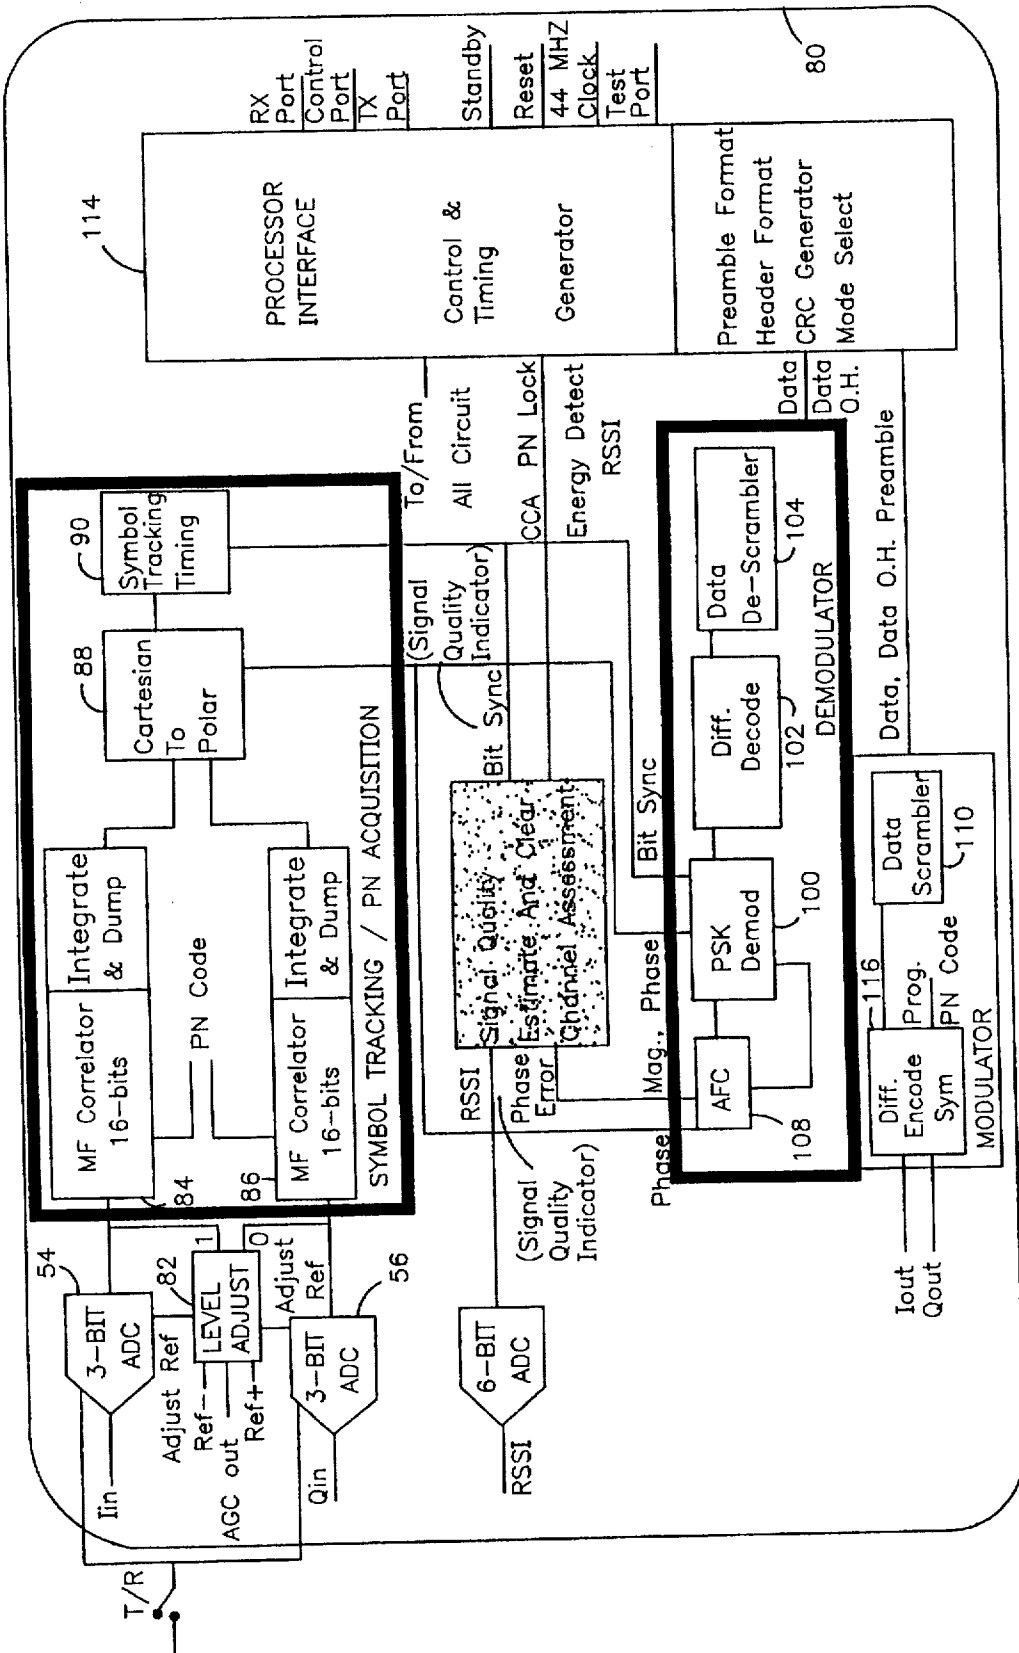 T/R
Iin
3-BIT
ADC
54
Adjust Ref
Ref-
AGC out
Ref+
LEVEL
ADJUST
82
1
0
Adjust
Ref
Qin
3-BIT
ADC
56
84
MF Correlator
16-bits
Integrate
& Dump
PN Code
86
MF Correlator
16-bits
Integrate
& Dump
SYMBOL TRACKING / PN ACQUISITION
88
Cartesian
To
Polar
90
Symbol
Tracking
Timing
114
PROCESSOR
INTERFACE
Control &
Timing
Generator
Preamble Format
Header Format
CRC Generator
Mode Select
RX
Port
Control
Port
TX
Port
Standby
Reset
44 MHZ
Clock
Test
Port
80
To/From
All Circuit
CCA PN Lock
Energy Detect
RSSI
(Signal
Quality
Indicator)
Bit Sync
RSSI
6-BIT
ADC
(Signal
Quality
Indicator)
RSSI
Phase
Error
Signal Quality
Estimate And Clear
Channel Assessment
Phase
Mag., Phase
Bit Sync
AFC
108
PSK
Demod
100
Diff.
Decode
102
Data
De-Scrambler
104
DEMODULATOR
Data
Data
O.H.
Data, Data O.H. Preamble
Iout
Qout
Diff.
Encode
Sym
116
Prog.
PN Code
Data
Scrambler
110
MODULATOR